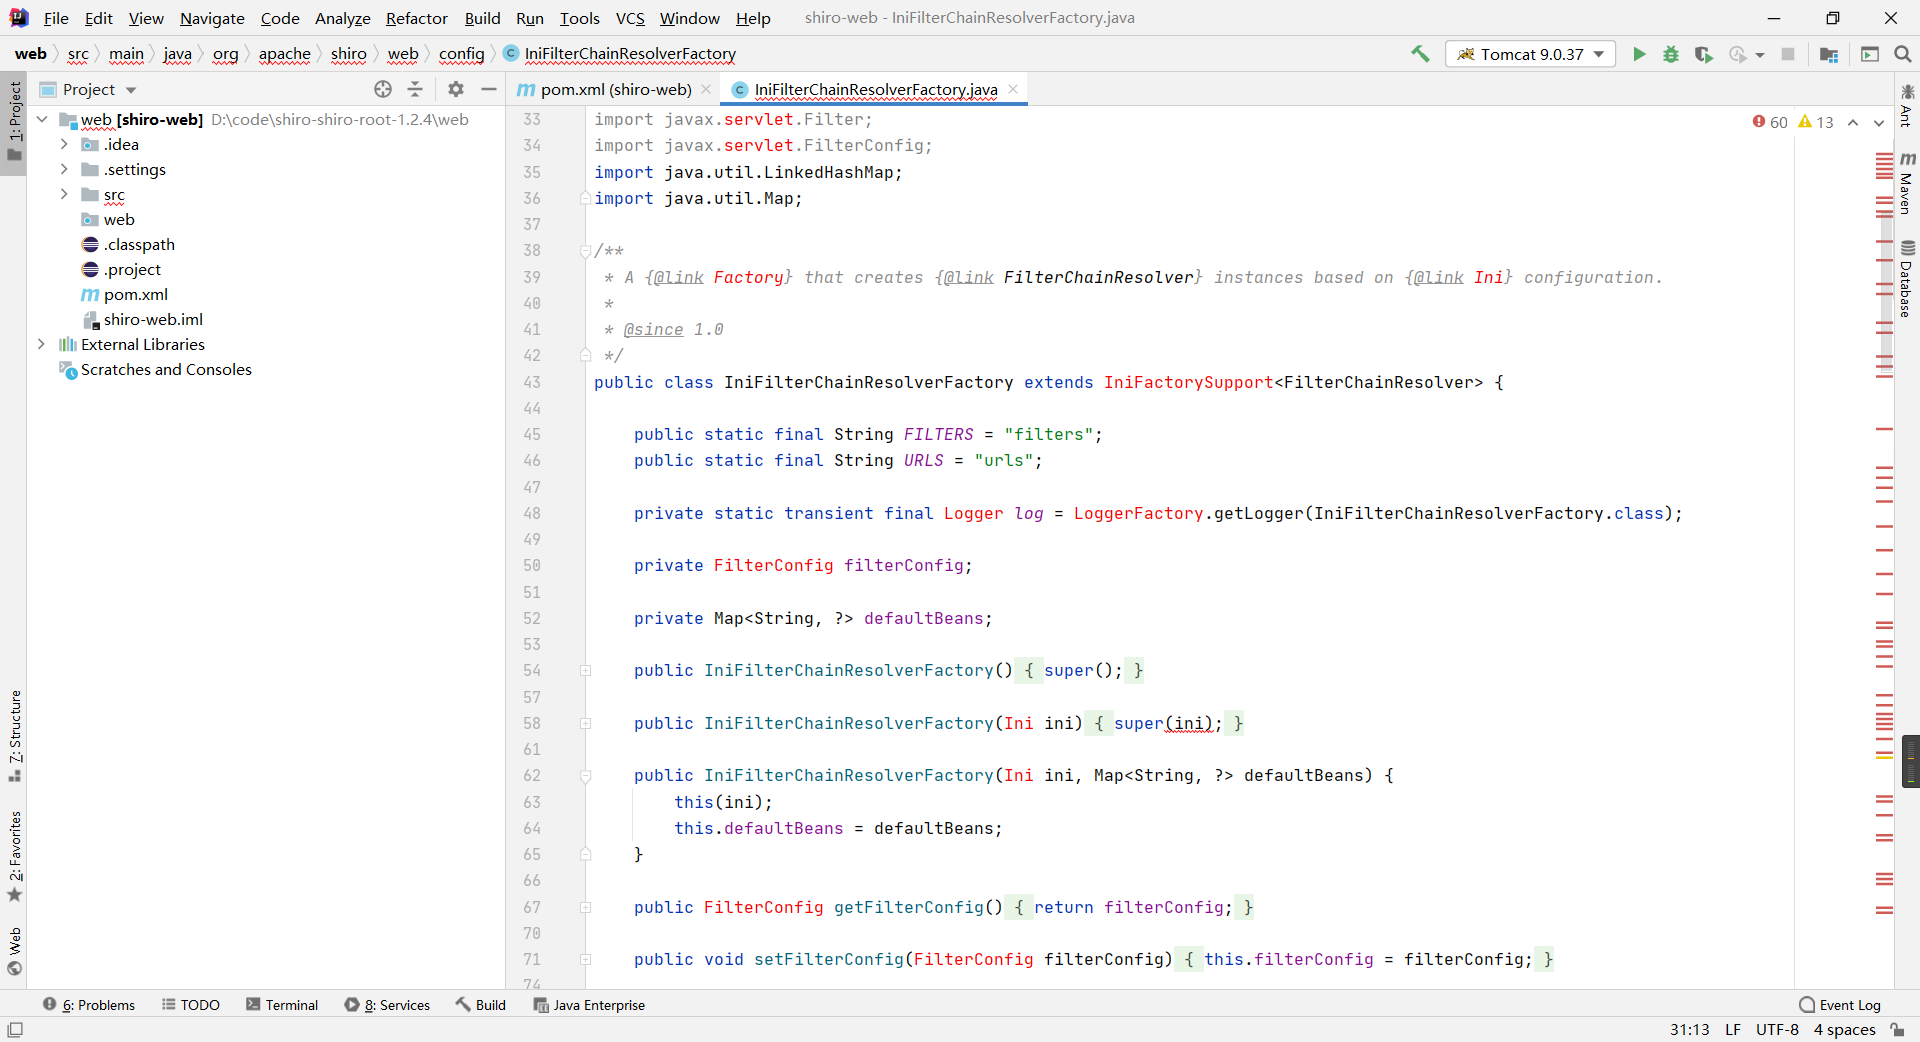 File Edit View Navigate Code Analyze Refactor Build Run Tools VCS Window Help shiro-web - IniFilterChainResolverFactory.java
web src main java org apache shiro web config IniFilterChainResolverFactory Tomcat 9.0.37
Project
pom.xml (shiro-web) IniFilterChainResolverFactory.java
1: Project
7: Structure
2: Favorites
Web
web [shiro-web] D:\code\shiro-shiro-root-1.2.4\web
.idea
.settings
src
web
.classpath
.project
pom.xml
shiro-web.iml
External Libraries
Scratches and Consoles
60 13
33 import javax.servlet.Filter;
34 import javax.servlet.FilterConfig;
35 import java.util.LinkedHashMap;
36 import java.util.Map;
37
38 /**
39 * A {@link Factory} that creates {@link FilterChainResolver} instances based on {@link Ini} configuration.
40 *
41 * @since 1.0
42 */
43 public class IniFilterChainResolverFactory extends IniFactorySupport<FilterChainResolver> {
44
45 public static final String FILTERS = "filters";
46 public static final String URLS = "urls";
47
48 private static transient final Logger log = LoggerFactory.getLogger(IniFilterChainResolverFactory.class);
49
50 private FilterConfig filterConfig;
51
52 private Map<String, ?> defaultBeans;
53
54 public IniFilterChainResolverFactory() { super(); }
57
58 public IniFilterChainResolverFactory(Ini ini) { super(ini); }
61
62 public IniFilterChainResolverFactory(Ini ini, Map<String, ?> defaultBeans) {
63 this(ini);
64 this.defaultBeans = defaultBeans;
65 }
66
67 public FilterConfig getFilterConfig() { return filterConfig; }
70
71 public void setFilterConfig(FilterConfig filterConfig) { this.filterConfig = filterConfig; }
74
Ant
Maven
Database
6: Problems TODO Terminal 8: Services Build Java Enterprise Event Log
31:13 LF UTF-8 4 spaces